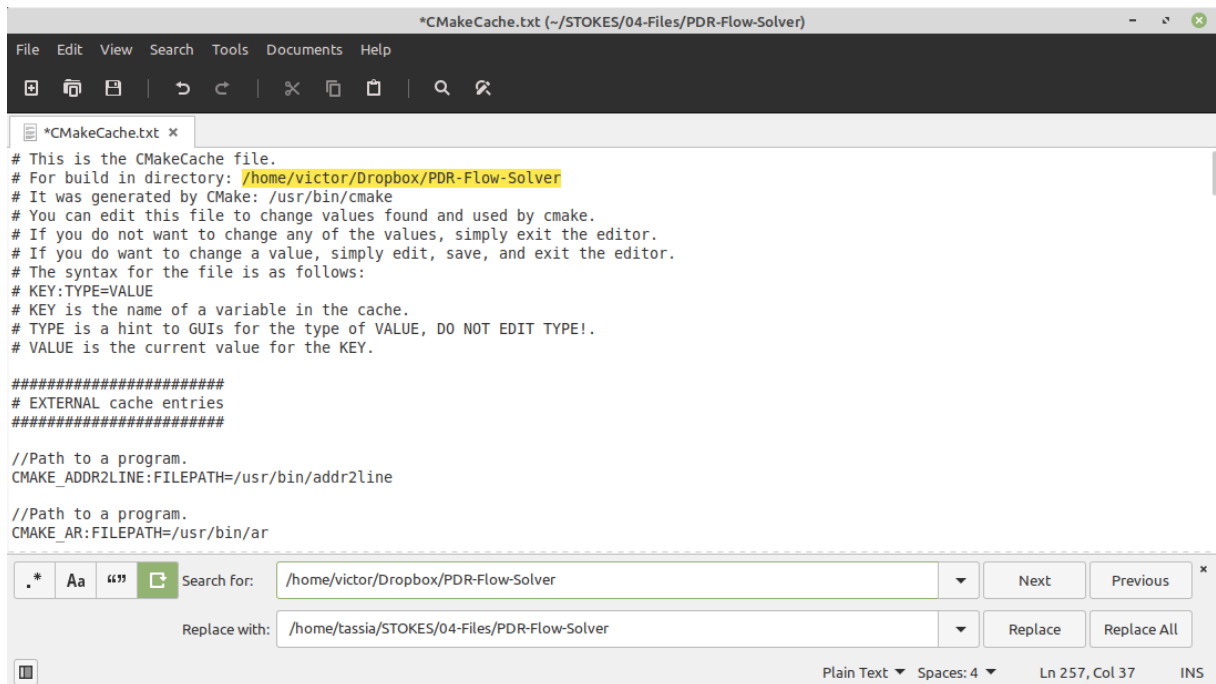 *CMakeCache.txt (~/STOKES/04-Files/PDR-Flow-Solver)
File Edit View Search Tools Documents Help
*CMakeCache.txt
# This is the CMakeCache file.
# For build in directory: /home/victor/Dropbox/PDR-Flow-Solver
# It was generated by CMake: /usr/bin/cmake
# You can edit this file to change values found and used by cmake.
# If you do not want to change any of the values, simply exit the editor.
# If you do want to change a value, simply edit, save, and exit the editor.
# The syntax for the file is as follows:
# KEY:TYPE=VALUE
# KEY is the name of a variable in the cache.
# TYPE is a hint to GUIs for the type of VALUE, DO NOT EDIT TYPE!.
# VALUE is the current value for the KEY.
########################
# EXTERNAL cache entries
########################
//Path to a program.
CMAKE_ADDR2LINE:FILEPATH=/usr/bin/addr2line
//Path to a program.
CMAKE_AR:FILEPATH=/usr/bin/ar
.* Aa “” Search for: /home/victor/Dropbox/PDR-Flow-Solver Next Previous
Replace with: /home/tassia/STOKES/04-Files/PDR-Flow-Solver Replace Replace All
Plain Text Spaces: 4 Ln 257, Col 37 INS